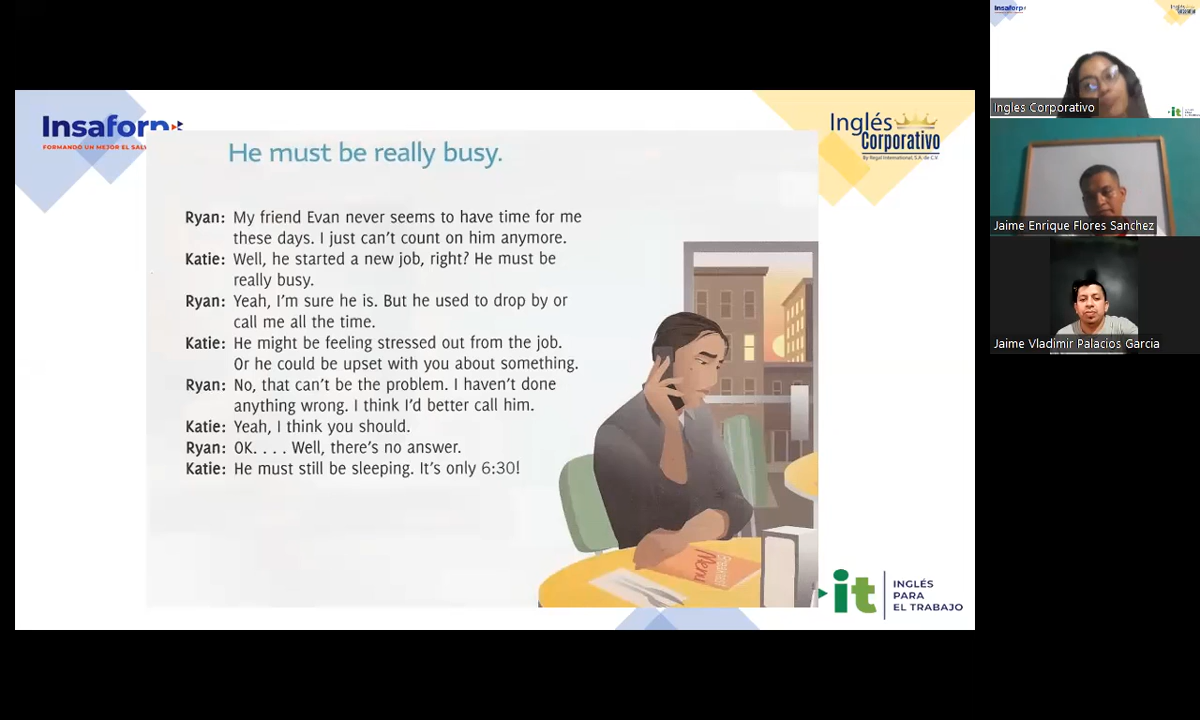 Insaforp
FORMANDO UN MEJOR EL SALV
Inglés
Corporativo
By Regal International, S.A. de C.V.
He must be really busy.
Ryan: My friend Evan never seems to have time for me
these days. I just can't count on him anymore.
Katie: Well, he started a new job, right? He must be
really busy.
Ryan: Yeah, I'm sure he is. But he used to drop by or
call me all the time.
Katie: He might be feeling stressed out from the job.
Or he could be upset with you about something.
Ryan: No, that can't be the problem. I haven't done
anything wrong. I think I'd better call him.
Katie: Yeah, I think you should.
Ryan: OK. . . . Well, there's no answer.
Katie: He must still be sleeping. It's only 6:30!
Menu
it
INGLÉS
PARA
EL TRABAJO
Insaforp
Inglés
Corporativo
it
Ingles Corporativo
Jaime Enrique Flores Sanchez
Jaime Vladimir Palacios Garcia